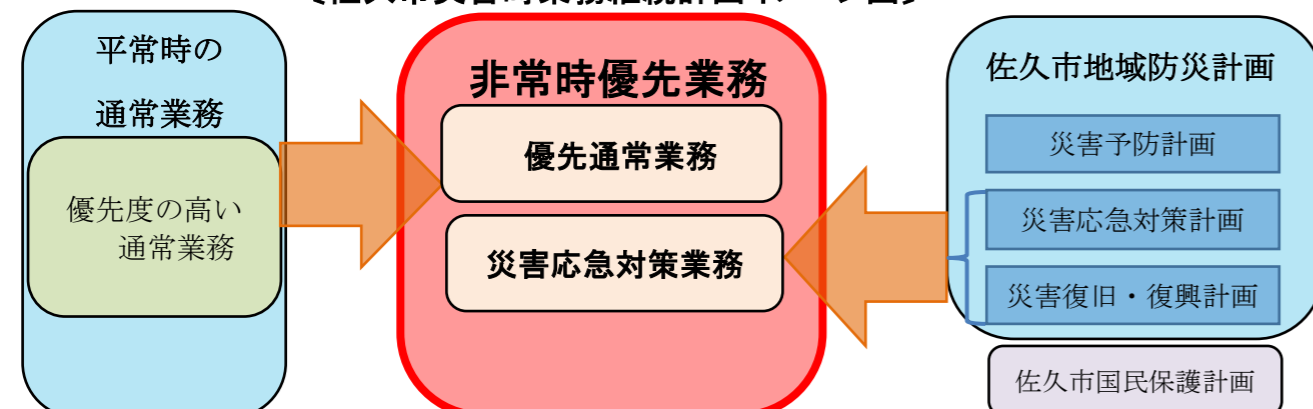 平常時の
通常業務
優先度の高い
通常業務
非常時優先業務
優先通常業務
災害応急対策業務
佐久市地域防災計画
災害予防計画
災害応急対策計画
災害復旧・復興計画
佐久市国民保護計画